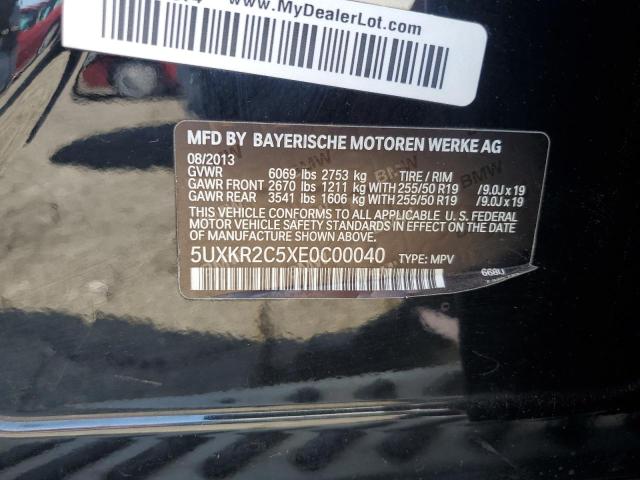 www.MyDealerLot.com
MFD BY BAYERISCHE MOTOREN WERKE AG
08/2013
GVWR 6069 lbs 2753 kg TIRE / RIM
GAWR FRONT 2670 lbs 1211 kg WITH 255/50 R19 /9.0J x 19
GAWR REAR 3541 lbs 1606 kg WITH 255/50 R19 /9.0J x 19
THIS VEHICLE CONFORMS TO ALL APPLICABLE U. S. FEDERAL
MOTOR VEHICLE SAFETY STANDARDS IN EFFECT ON THE
DATE OF MANUFACTURE SHOWN ABOVE.
5UXKR2C5XE0C00040 TYPE: MPV
668U